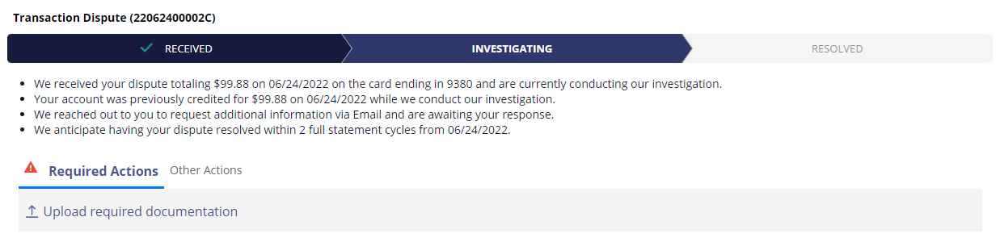 Transaction Dispute (22062400002C)
RECEIVED
INVESTIGATING
RESOLVED
• We received your dispute totaling $99.88 on 06/24/2022 on the card ending in 9380 and are currently conducting our investigation.
• Your account was previously credited for $99.88 on 06/24/2022 while we conduct our investigation.
• We reached out to you to request additional information via Email and are awaiting your response.
• We anticipate having your dispute resolved within 2 full statement cycles from 06/24/2022.
Required Actions
Other Actions
Upload required documentation